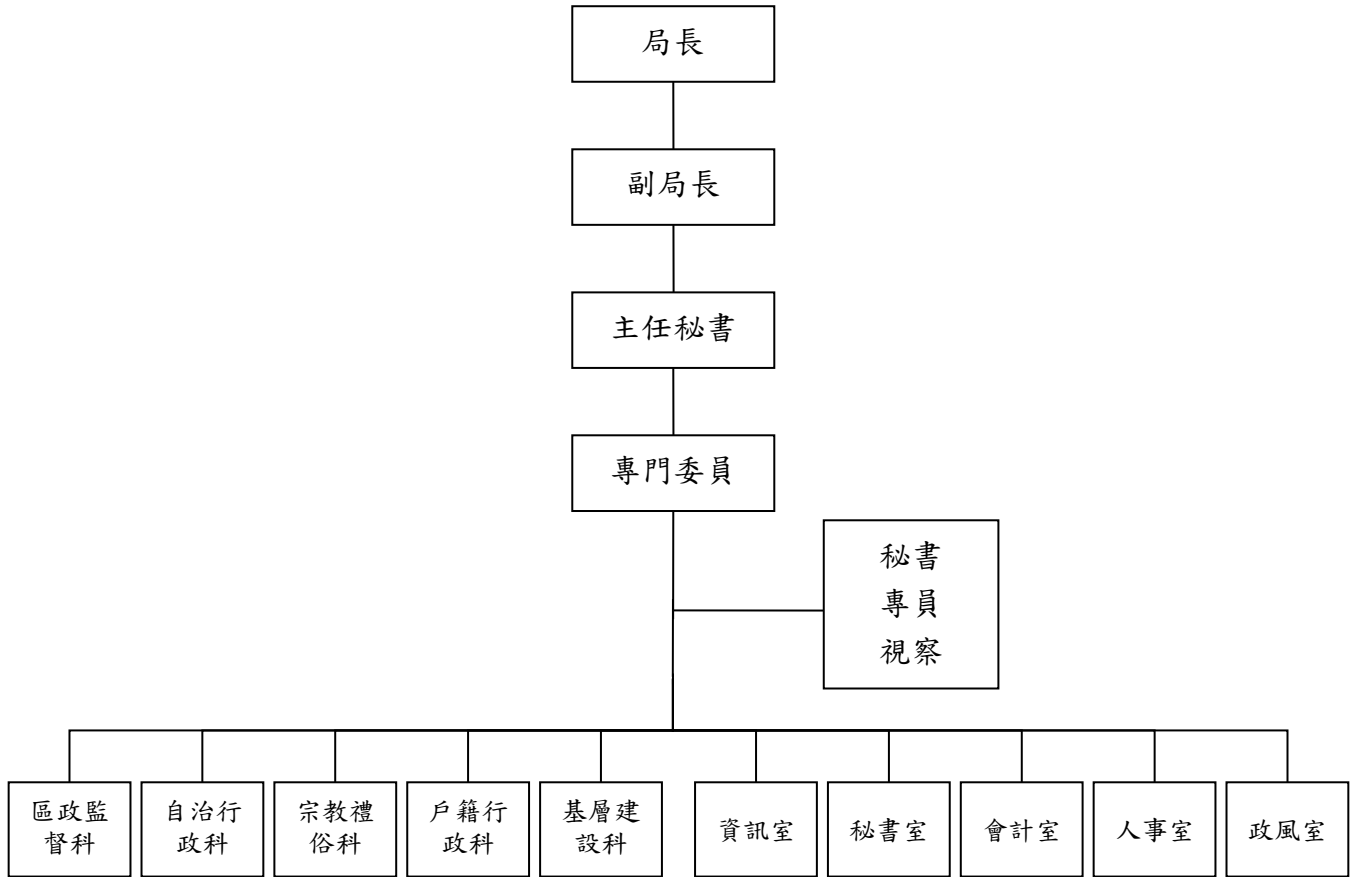 局長
副局長
主任秘書
專門委員
秘書
專員
視察
區政監
督科
自治行
政科
宗教禮
俗科
戶籍行
政科
基層建
設科
資訊室
秘書室
會計室
人事室
政風室